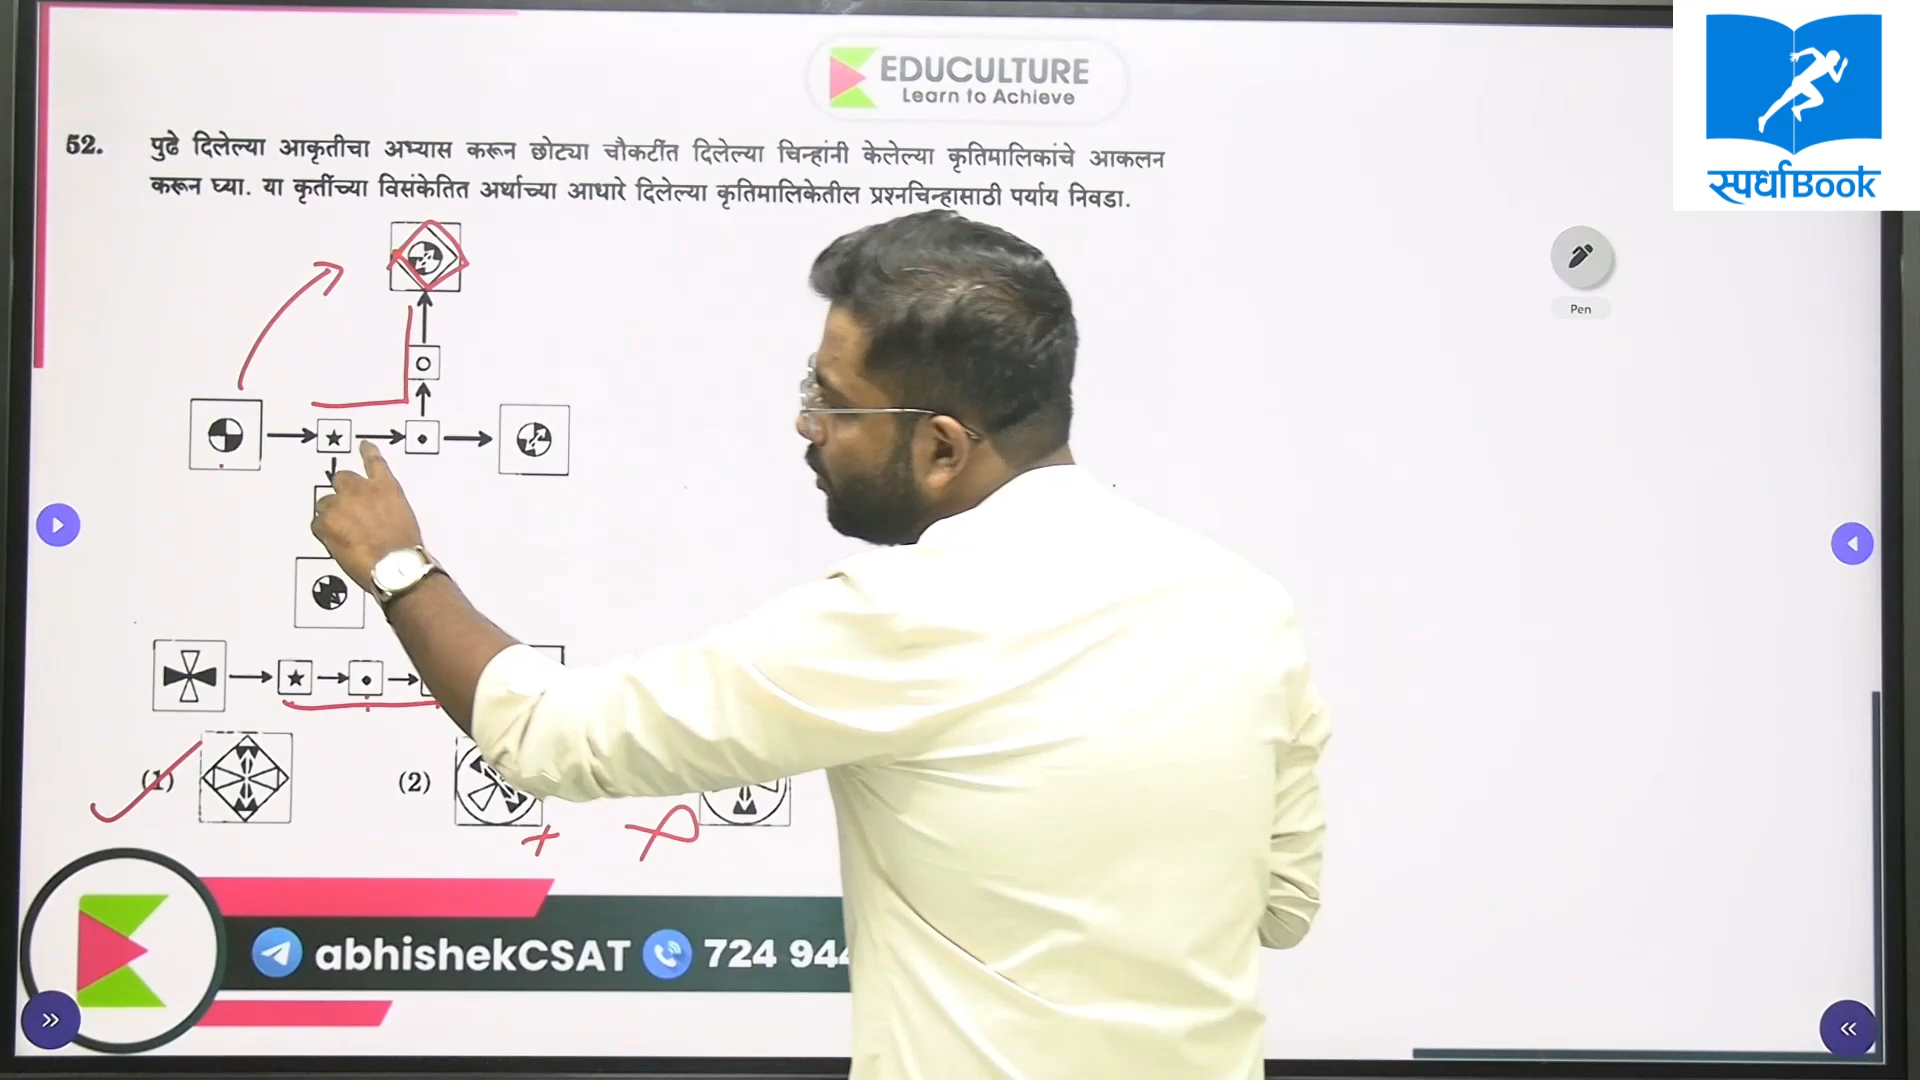 EDUCULTURE
Learn to Achieve
स्पर्धाBook
52. पुढे दिलेल्या आकृतीचा अभ्यास करून छोट्या चौकटींत दिलेल्या चिन्हांनी केलेल्या कृतिमालिकांचे आकलन
करून घ्या. या कृतींच्या विसंकेतित अर्थाच्या आधारे दिलेल्या कृतिमालिकेतील प्रश्नचिन्हासाठी पर्याय निवडा.
Pen
(1) (2)
abhishekCSAT 724 94